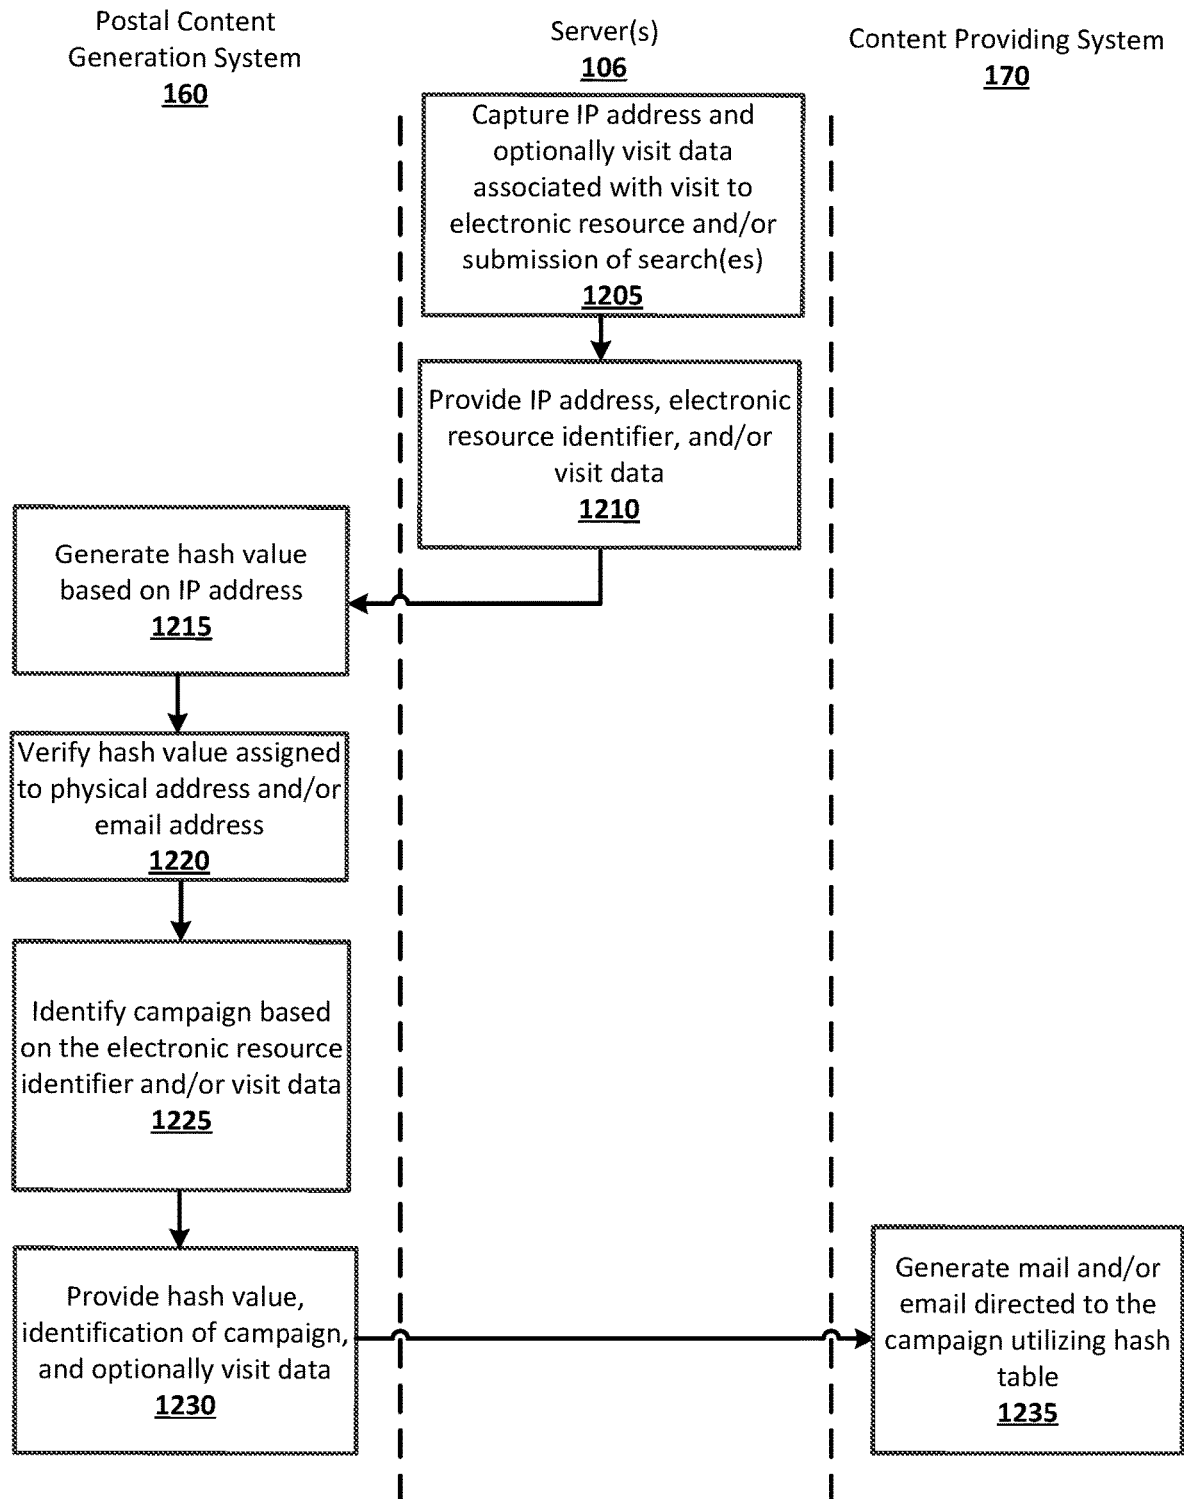 Postal Content
Generation System
160
Server(s)
106
Content Providing System
170
Capture IP address and
optionally visit data
associated with visit to
electronic resource and/or
submission of search(es)
1205
Provide IP address, electronic
resource identifier, and/or
visit data
1210
Generate hash value
based on IP address
1215
Verify hash value assigned
to physical address and/or
email address
1220
Identify campaign based
on the electronic resource
identifier and/or visit data
1225
Provide hash value,
identification of campaign,
and optionally visit data
1230
Generate mail and/or
email directed to the
campaign utilizing hash
table
1235